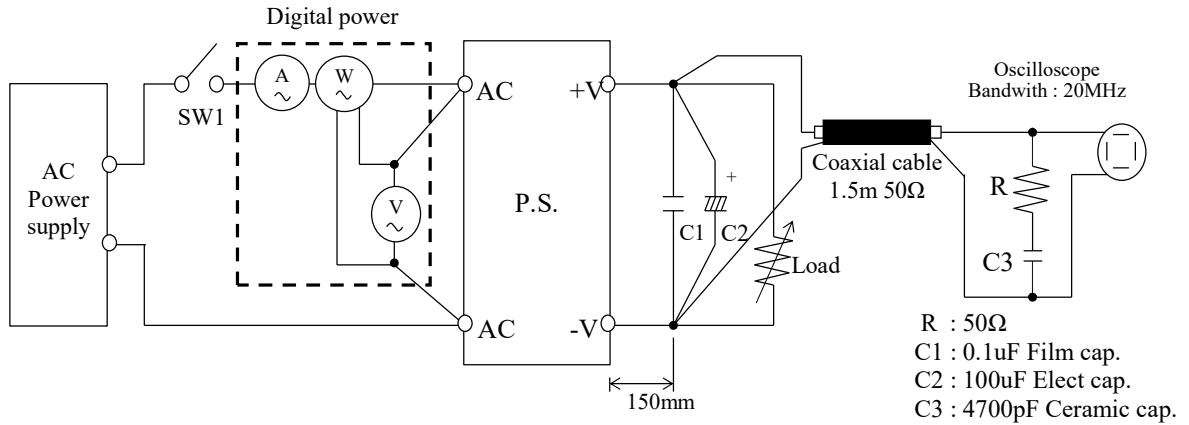 Digital power
A
W
SW1
AC
Power
supply
V
AC
AC
P.S.
+V
-V
C1
+
C2
Load
150mm
Coaxial cable
1.5m 50Ω
Oscilloscope
Bandwith : 20MHz
R
C3
R : 50Ω
C1 : 0.1uF Film cap.
C2 : 100uF Elect cap.
C3 : 4700pF Ceramic cap.